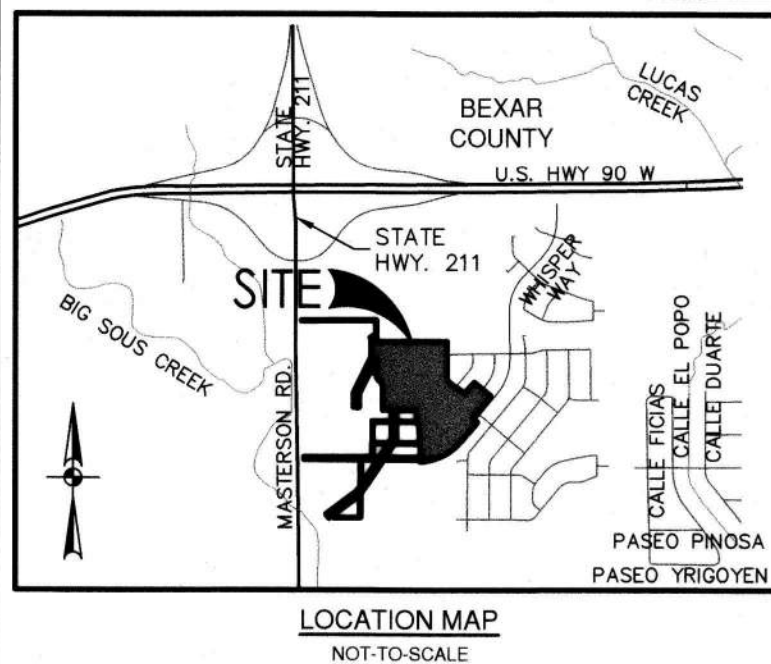 STATE
HWY. 211
BEXAR
COUNTY
LUCAS
CREEK
U.S. HWY 90 W
STATE
HWY. 211
WHISPER
WAY
SITE
BIG SOUS CREEK
MASTERSON RD.
CALLE FICIAS
CALLE EL POPO
CALLE DUARTE
PASEO PINOSA
PASEO YRIGOYEN
LOCATION MAP
NOT-TO-SCALE